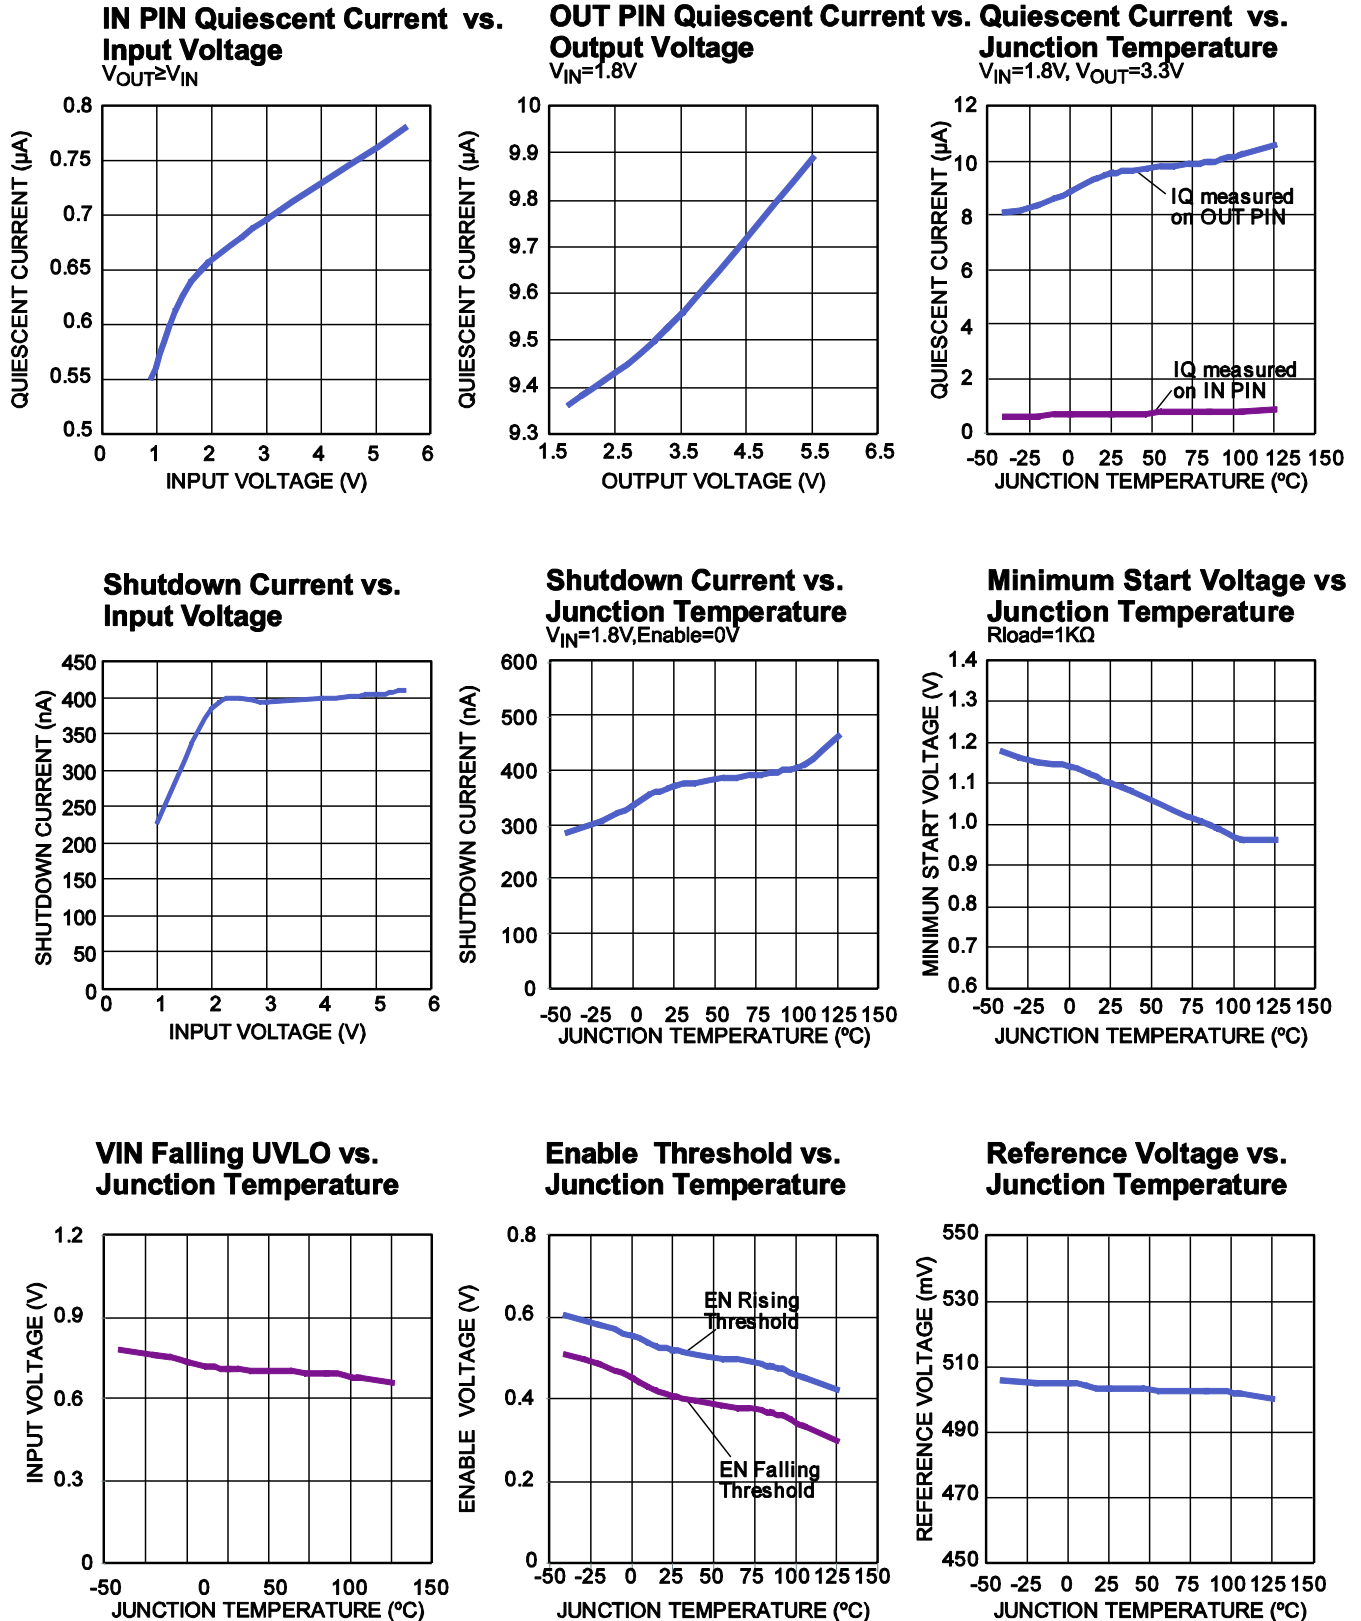 IN PIN Quiescent Current vs.
Input Voltage
VOUT≥VIN
0.8
0.75
0.7
0.65
0.6
0.55
0.5
0 1 2 3 4 5 6
QUIESCENT CURRENT (µA)
INPUT VOLTAGE (V)
OUT PIN Quiescent Current vs.
Output Voltage
VIN=1.8V
10
9.9
9.8
9.7
9.6
9.5
9.4
9.3
1.5 2.5 3.5 4.5 5.5 6.5
QUIESCENT CURRENT (µA)
OUTPUT VOLTAGE (V)
Quiescent Current vs.
Junction Temperature
VIN=1.8V, VOUT=3.3V
12
10
8
6
4
2
0
IQ measured
on OUT PIN
IQ measured
on IN PIN
-50 -25 0 25 50 75 100 125 150
QUIESCENT CURRENT (µA)
JUNCTION TEMPERATURE (ºC)
Shutdown Current vs.
Input Voltage
450
400
350
300
250
200
150
100
50
0
0 1 2 3 4 5 6
SHUTDOWN CURRENT (nA)
INPUT VOLTAGE (V)
Shutdown Current vs.
Junction Temperature
VIN=1.8V,Enable=0V
600
500
400
300
200
100
0
-50 -25 0 25 50 75 100 125 150
SHUTDOWN CURRENT (nA)
JUNCTION TEMPERATURE (ºC)
Minimum Start Voltage vs
Junction Temperature
Rload=1KΩ
1.4
1.3
1.2
1.1
1.0
0.9
0.8
0.7
0.6
-50 -25 0 25 50 75 100 125 150
MINIMUN START VOLTAGE (V)
JUNCTION TEMPERATURE (ºC)
VIN Falling UVLO vs.
Junction Temperature
1.2
0.9
0.6
0.3
0
-50 0 50 100 150
INPUT VOLTAGE (V)
JUNCTION TEMPERATURE (ºC)
Enable Threshold vs.
Junction Temperature
0.8
0.6
0.4
0.2
0
EN Rising
Threshold
EN Falling
Threshold
-50 -25 0 25 50 75 100 125 150
ENABLE VOLTAGE (V)
JUNCTION TEMPERATURE (ºC)
Reference Voltage vs.
Junction Temperature
550
530
510
490
470
450
-50 -25 0 25 50 75 100 125 150
REFERENCE VOLTAGE (mV)
JUNCTION TEMPERATURE (ºC)